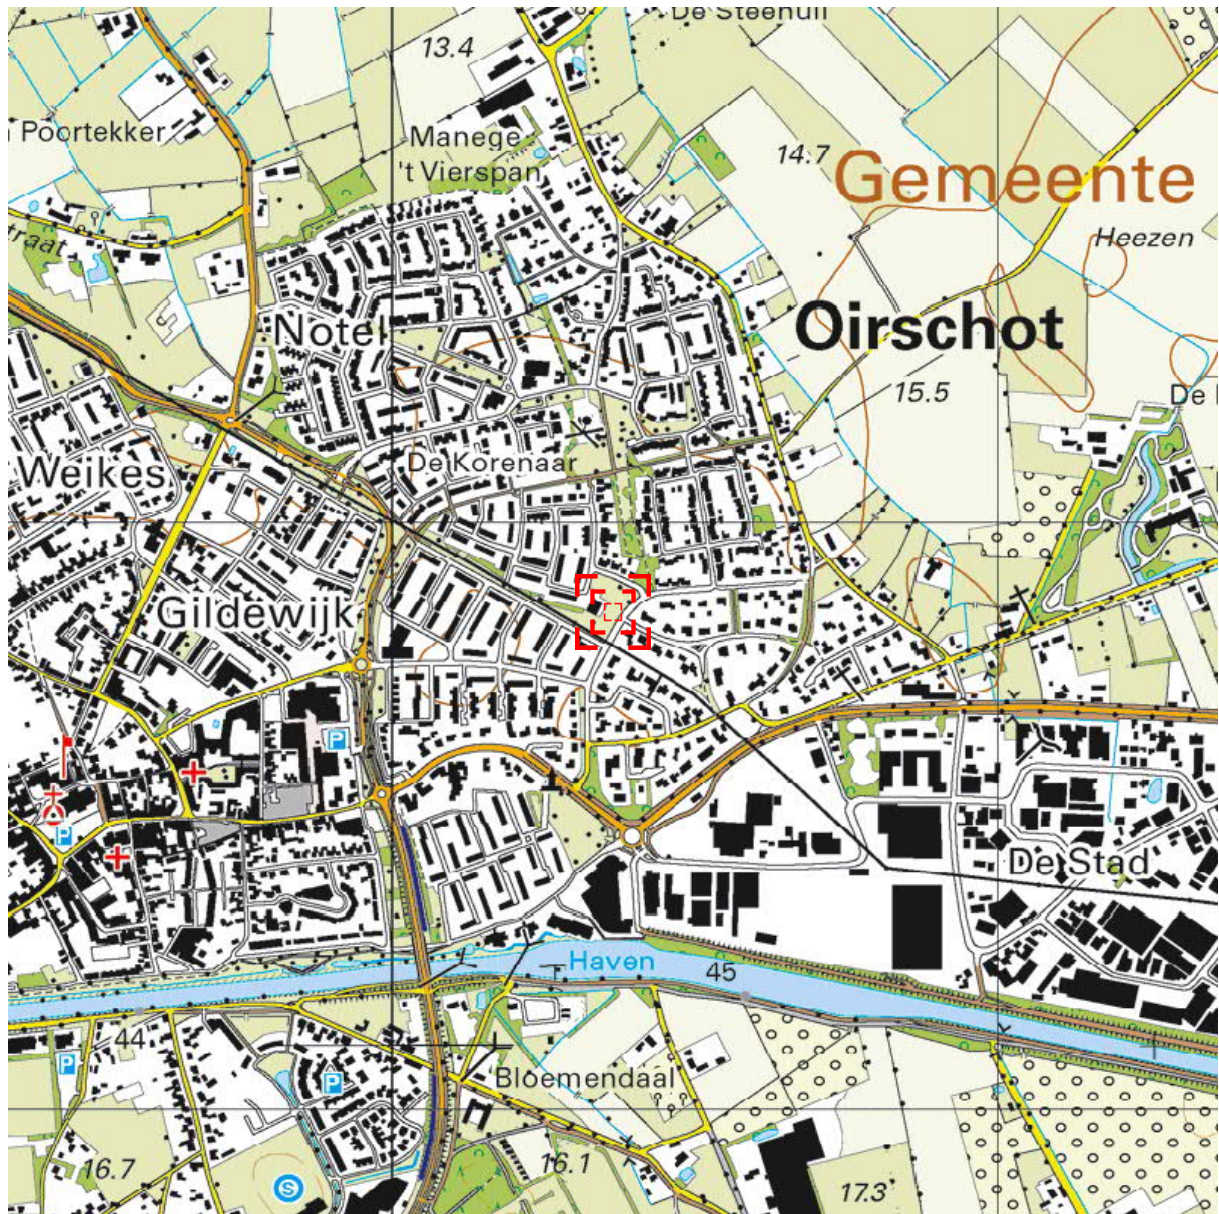 De Steenuil
13.4
Poortekker
Manege
't Vierspan
14.7
Gemeente
traat
Heezen
Notel
Oirschot
15.5
De
Weikes
De Korenaar
Gildewijk
P
P
De Stad
Haven
45
44
P
P
Bloemendaal
16.7
16.1
S
17.3